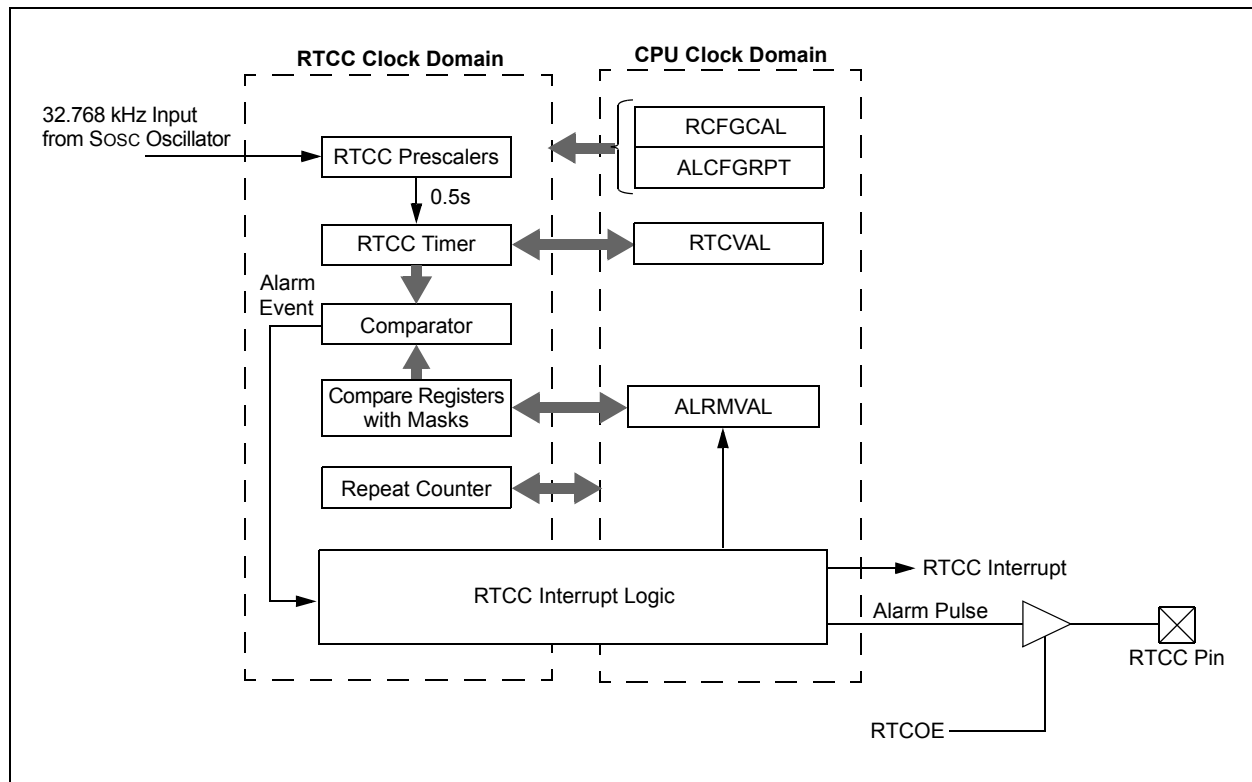 RTCC Clock Domain
CPU Clock Domain
32.768 kHz Input
from SOSC Oscillator
RCFGCAL
ALCFGRPT
RTCC Prescalers
0.5s
RTCC Timer
RTCVAL
Alarm
Event
Comparator
Compare Registers
with Masks
ALRMVAL
Repeat Counter
RTCC Interrupt Logic
RTCC Interrupt
Alarm Pulse
RTCC Pin
RTCOE